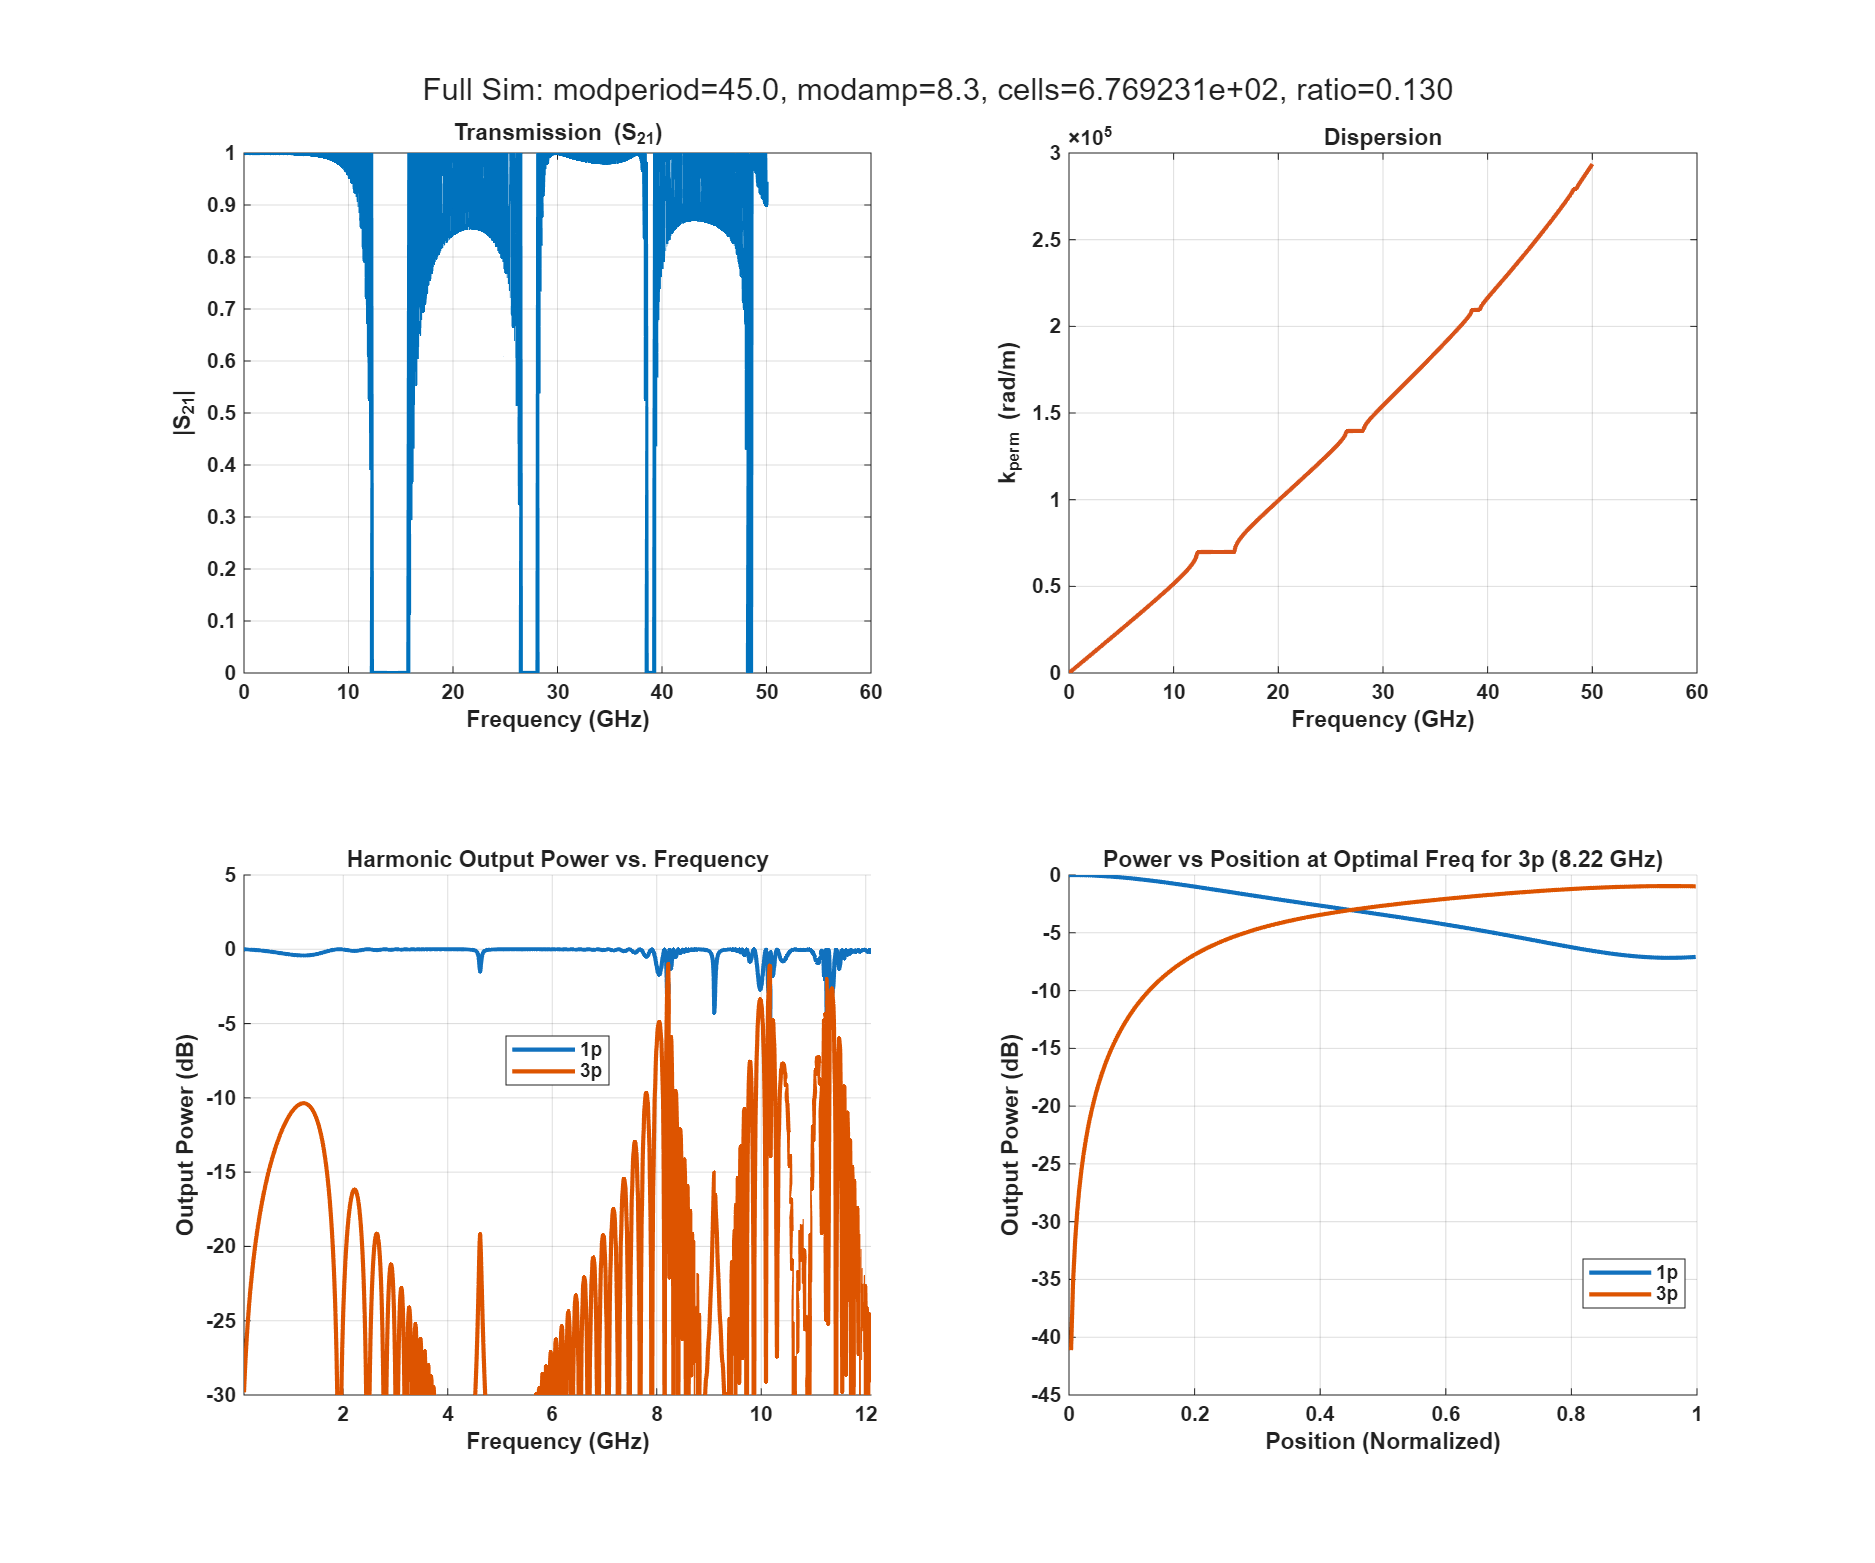 Full Sim: modperiod=45.0, modamp=8.3, cells=6.769231e+02, ratio=0.130
Transmission (S21)
1
0.9
0.8
0.7
0.6
0.5
0.4
0.3
0.2
0.1
0
|S21|
0 10 20 30 40 50 60
Frequency (GHz)
×10^5
Dispersion
3
2.5
2
1.5
1
0.5
0
kperm (rad/m)
0 10 20 30 40 50 60
Frequency (GHz)
Harmonic Output Power vs. Frequency
5
0
-5
-10
-15
-20
-25
-30
Output Power (dB)
1p
3p
2 4 6 8 10 12
Frequency (GHz)
Power vs Position at Optimal Freq for 3p (8.22 GHz)
0
-5
-10
-15
-20
-25
-30
-35
-40
-45
Output Power (dB)
1p
3p
0 0.2 0.4 0.6 0.8 1
Position (Normalized)